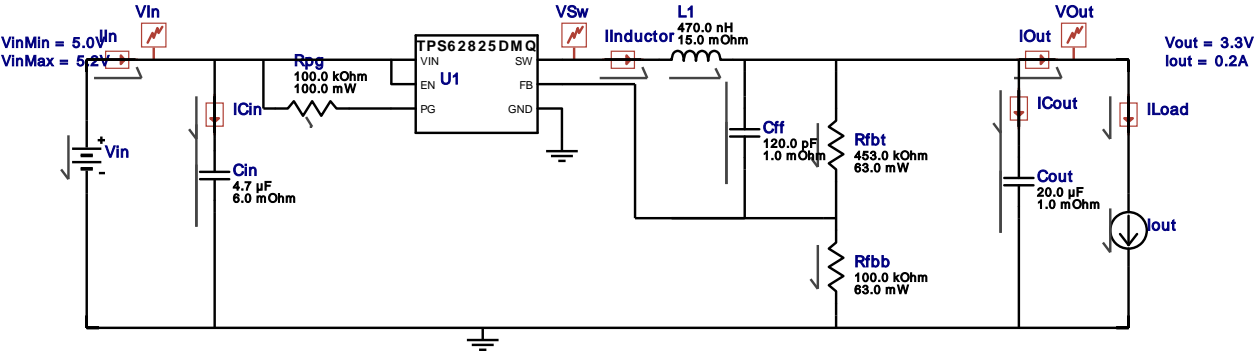 VIn
VSw
L1
VOut
VinMin = 5.0V
VinMax = 5.2V
IIn
TPS62825DMQ
IInductor
470.0 nH
15.0 mOhm
IOut
Vout = 3.3V
Iout = 0.2A
Rpg
100.0 kOhm
100.0 mW
VIN
SW
EN
U1
FB
PG
GND
ICin
ICout
ILoad
Vin
+
-
Cin
4.7 µF
6.0 mOhm
Cff
120.0 pF
1.0 mOhm
Rfbt
453.0 kOhm
63.0 mW
Cout
20.0 µF
1.0 mOhm
Iout
Rfbb
100.0 kOhm
63.0 mW